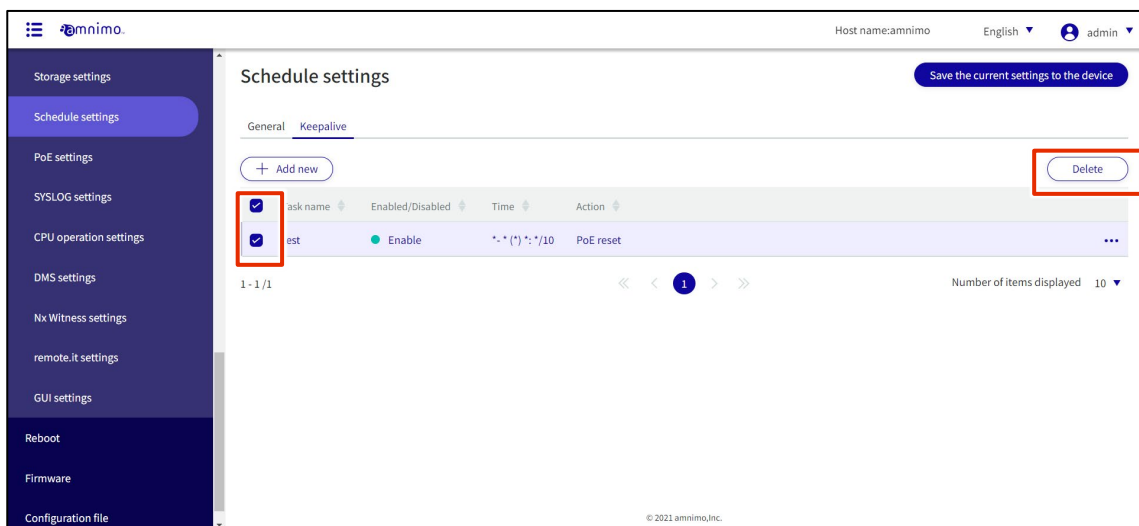 amnimo
Host name:amnimo
English
admin
Storage settings
Schedule settings
PoE settings
SYSLOG settings
CPU operation settings
DMS settings
Nx Witness settings
remote.it settings
GUI settings
Reboot
Firmware
Configuration file
Schedule settings
Save the current settings to the device
General Keepalive
+ Add new
Delete
ask name Enabled/Disabled Time Action
est Enable *- * (*) *: */10 PoE reset
1 - 1 /1
1
Number of items displayed 10
© 2021 amnimo,Inc.